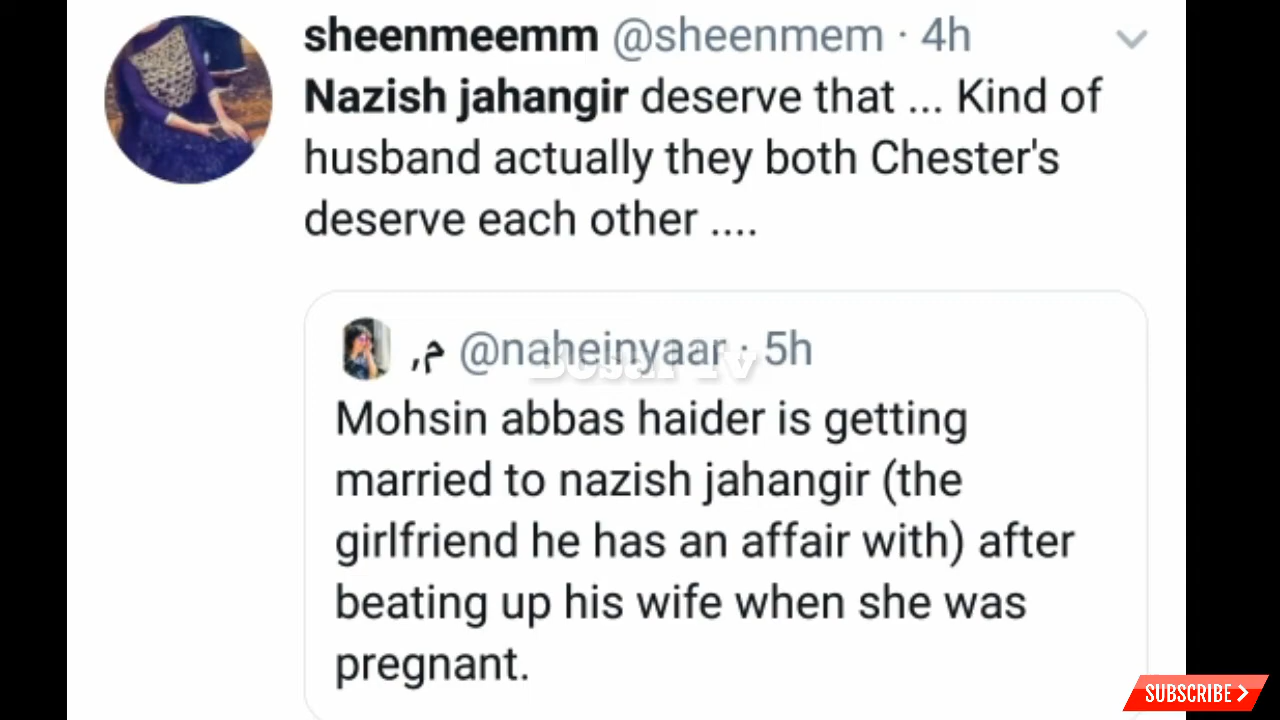 sheenmeemm @sheenmem · 4h
Nazish jahangir deserve that ... Kind of
husband actually they both Chester's
deserve each other ....
م, @naheinyaar · 5h
Bosal Tv
Mohsin abbas haider is getting
married to nazish jahangir (the
girlfriend he has an affair with) after
beating up his wife when she was
pregnant.
SUBSCRIBE